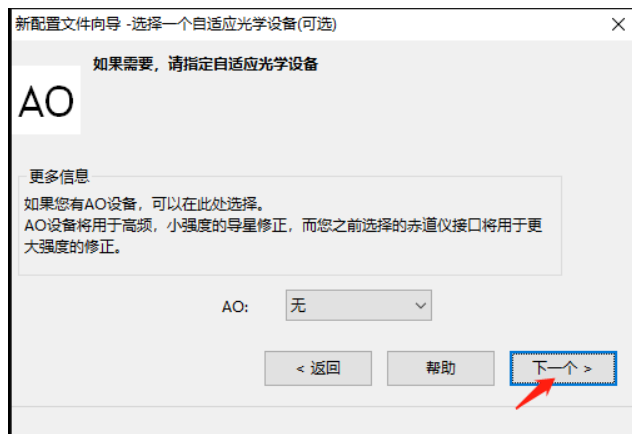 新配置文件向导 -选择一个自适应光学设备(可选)
如果需要，请指定自适应光学设备
AO
更多信息
如果您有AO设备，可以在此处选择。
AO设备将用于高频，小强度的导星修正，而您之前选择的赤道仪接口将用于更
大强度的修正。
AO: 无
< 返回 帮助 下一个 >